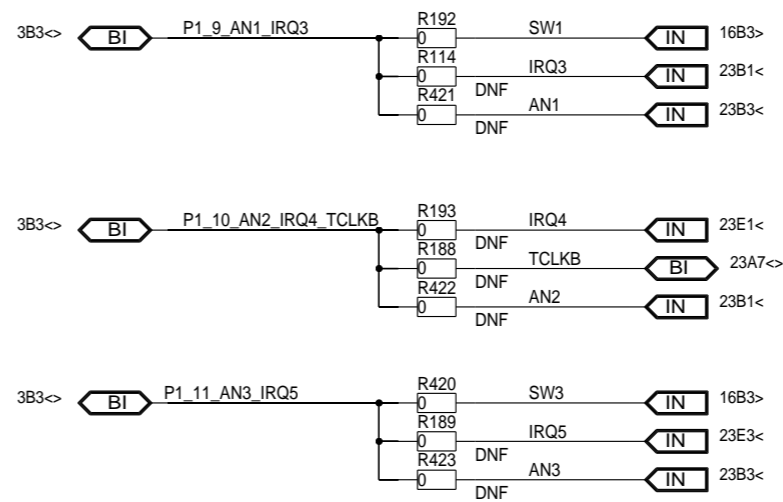 R192
3B3<> BI P1_9_AN1_IRQ3 0 SW1 IN 16B3>
R114
0 IRQ3 IN 23B1<
DNF
R421
0 AN1 IN 23B3<
DNF
R193
3B3<> BI P1_10_AN2_IRQ4_TCLKB 0 IRQ4 IN 23E1<
DNF
R188
0 TCLKB BI 23A7<>
DNF
R422
0 AN2 IN 23B1<
DNF
R420
3B3<> BI P1_11_AN3_IRQ5 0 SW3 IN 16B3>
R189
0 IRQ5 IN 23E3<
DNF
R423
0 AN3 IN 23B3<
DNF